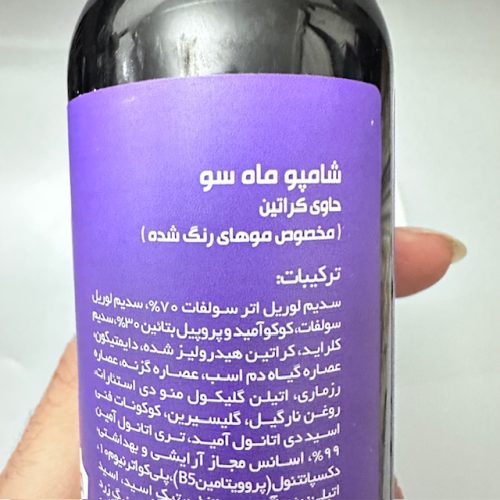 شامپو ماه سو
حاوی کراتین
( مخصوص موهای رنگ شده )
ترکیبات:
سدیم لوریل اتر سولفات ۷۰%، سدیم لوریل
سولفات، کوکوآمید و پروپیل بتائین ۳۰%، سدیم
کلراید، کراتین هیدرولیز شده، دایمتیکون،
عصاره گیاه دم اسب، عصاره گزنه، عصاره
رزماری، اتیلن گلیکول منو دی استئارات،
روغن نارگیل، گلیسیرین، کوکونات فتی
اسید دی اتانول آمید، تری اتانول آمین
۹۹%، اسانس مجاز آرایشی و بهداشتی،
دکسپانتنول (پروویتامین B5)، پلی‌کواترنیوم۱۰،